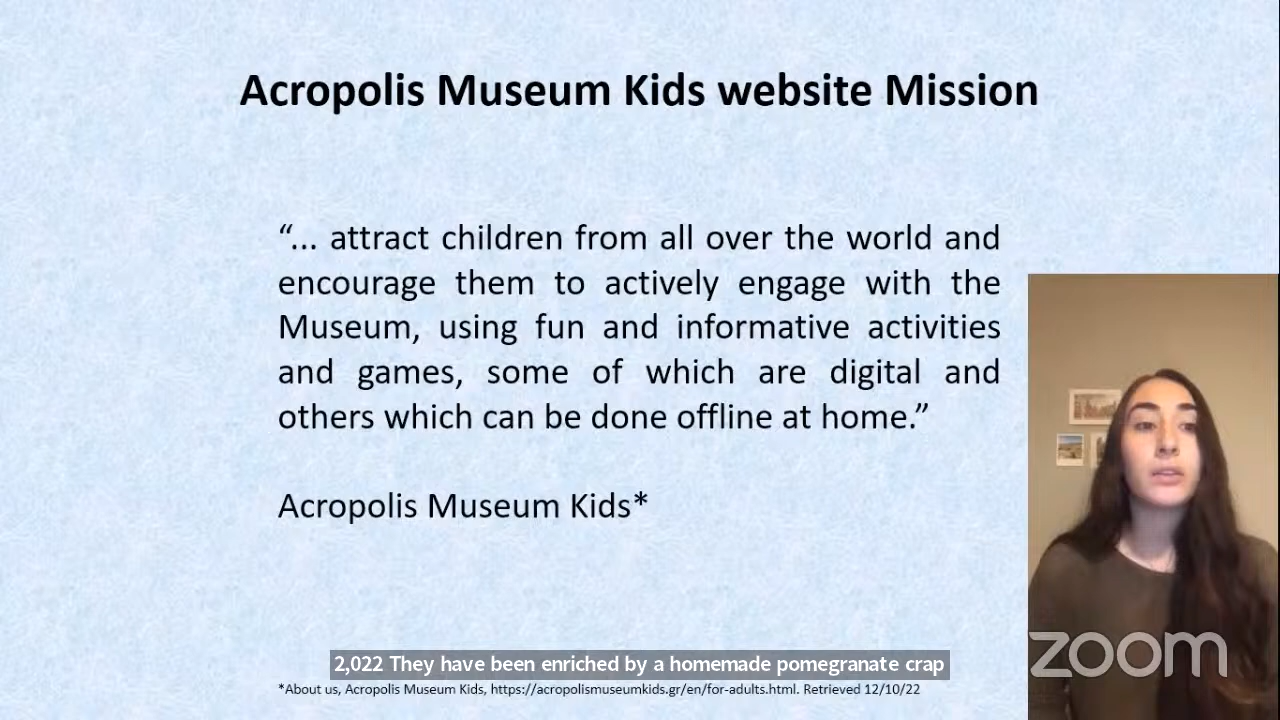 Acropolis Museum Kids website Mission
“... attract children from all over the world and
encourage them to actively engage with the
Museum, using fun and informative activities
and games, some of which are digital and
others which can be done offline at home.”
Acropolis Museum Kids*
2,022 They have been enriched by a homemade pomegranate crap
*About us, Acropolis Museum Kids, https://acropolismuseumkids.gr/en/for-adults.html. Retrieved 12/10/22
zoom